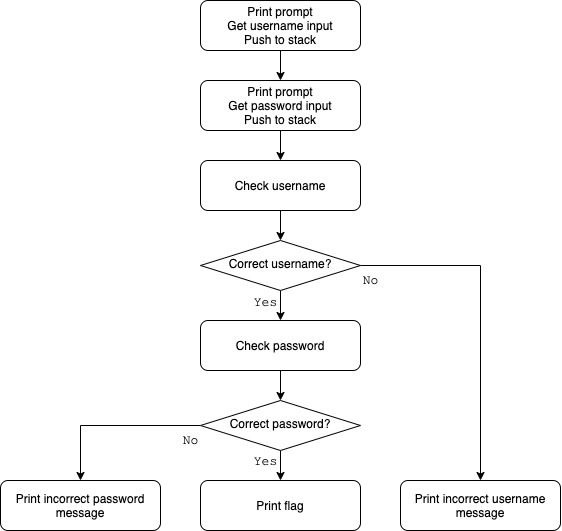 Print prompt
Get username input
Push to stack
Print prompt
Get password input
Push to stack
Check username
Correct username?
No
Yes
Check password
Correct password?
No
Yes
Print incorrect password
message
Print flag
Print incorrect username
message